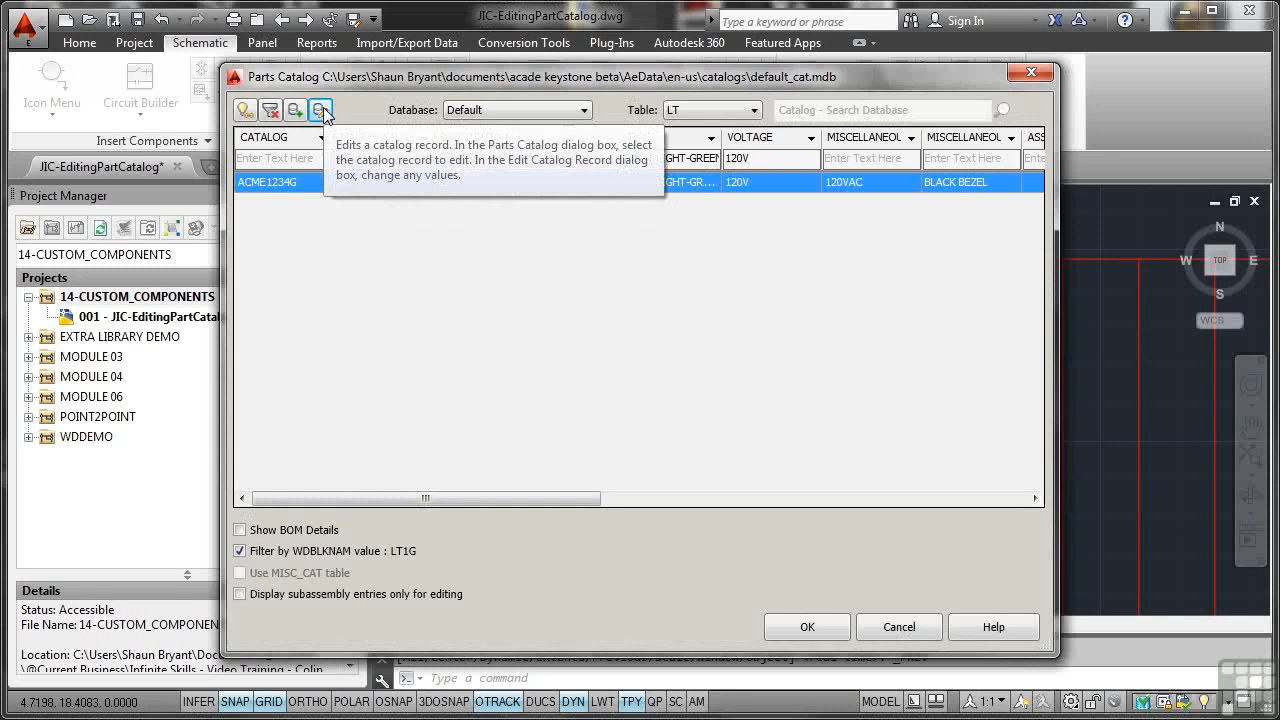 JIC-EditingPartCatalog.dwg
Type a keyword or phrase
Sign In
E
Home Project Schematic Panel Reports Import/Export Data Conversion Tools Plug-Ins Autodesk 360 Featured Apps
Icon Menu
Circuit Builder
Insert Components
JIC-EditingPartCatalog*
Parts Catalog C:\Users\Shaun Bryant\documents\acade keystone beta\AeData\en-us\catalogs\default_cat.mdb
Database: Default
Table: LT
Catalog - Search Database
CATALOG VOLTAGE MISCELLANEOU MISCELLANEOU ASS
Enter Text Here GHT-GREEN 120V Enter Text Here Enter Text Here Ente
ACME1234G GHT-GR... 120V 120VAC BLACK BEZEL
Edits a catalog record. In the Parts Catalog dialog box, select
the catalog record to edit. In the Edit Catalog Record dialog
box, change any values.
Show BOM Details
Filter by WDBLKNAM value : LT1G
Use MISC_CAT table
Display subassembly entries only for editing
OK Cancel Help
Project Manager
14-CUSTOM_COMPONENTS
Projects
14-CUSTOM_COMPONENTS
001 - JIC-EditingPartCatal
EXTRA LIBRARY DEMO
MODULE 03
MODULE 04
MODULE 06
POINT2POINT
WDDEMO
Details
Status: Accessible
File Name: 14-CUSTOM_COMPONEN
Location: C:\Users\Shaun Bryant\Doc
\@Current Business\Infinite Skills - Video Training - Colin
N
W TOP E
S
WCS
Type a command
4.7198, 18.4083, 0.0000 INFER SNAP GRID ORTHO POLAR OSNAP 3DOSNAP OTRACK DUCS DYN LWT TPY QP SC AM MODEL 1:1